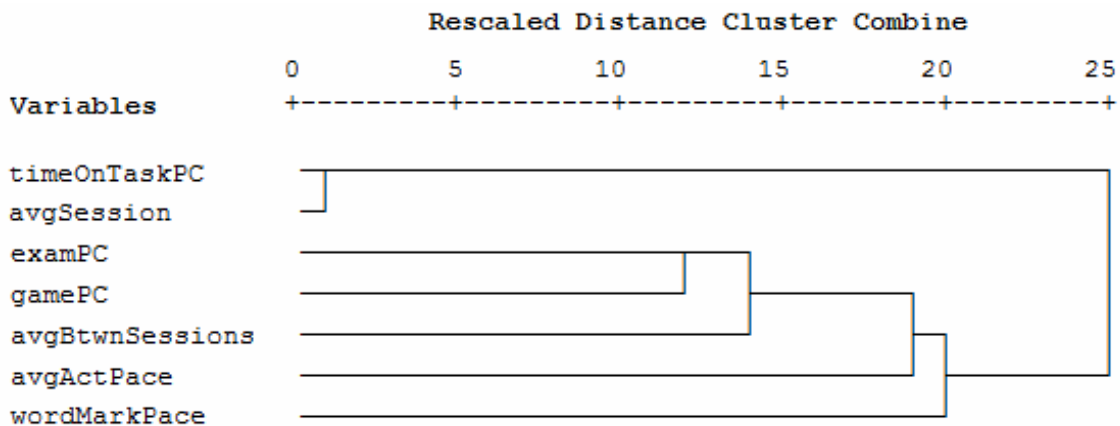 Rescaled Distance Cluster Combine
0 5 10 15 20 25
Variables +---------+---------+---------+---------+---------+
timeOnTaskPC
avgSession
examPC
gamePC
avgBtwnSessions
avgActPace
wordMarkPace